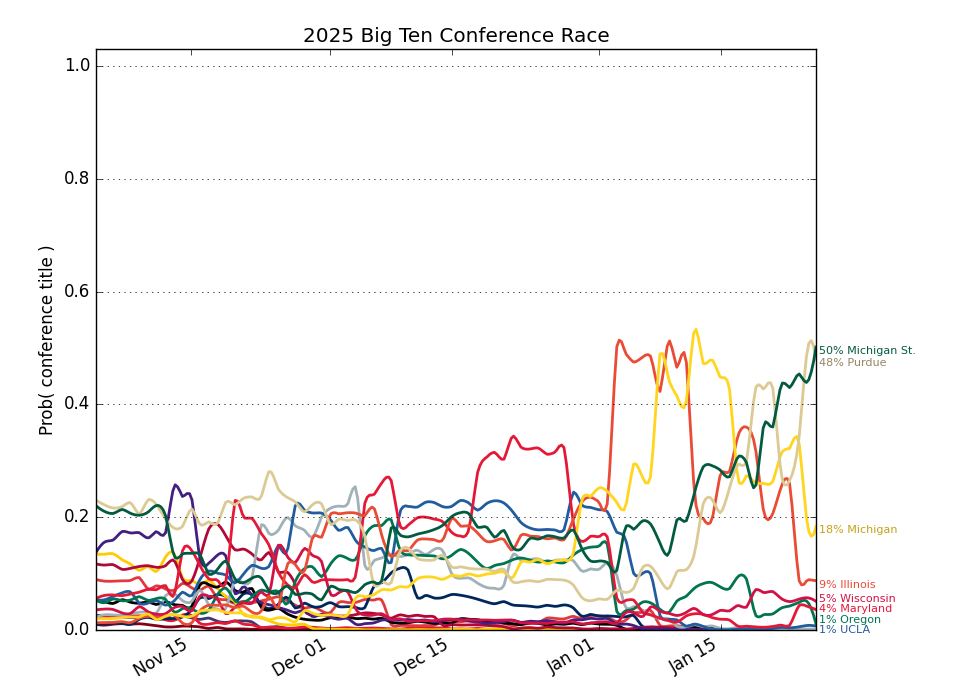 2025 Big Ten Conference Race
Prob( conference title )
1.0
0.8
0.6
0.4
0.2
0.0
Nov 15
Dec 01
Dec 15
Jan 01
Jan 15
50% Michigan St.
48% Purdue
18% Michigan
9% Illinois
5% Wisconsin
4% Maryland
1% Oregon
1% UCLA